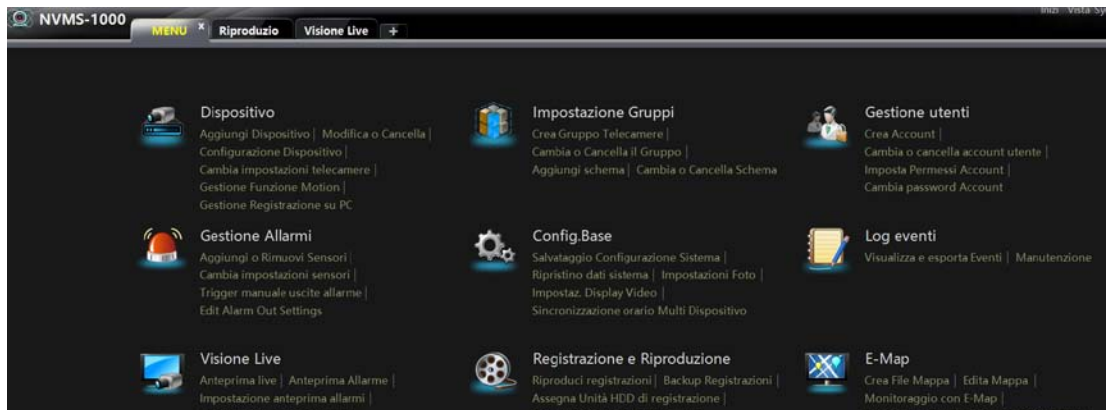 NVMS-1000
Inizi Vista Sy
MENU x Riproduzio Visione Live +
Dispositivo
Aggiungi Dispositivo | Modifica o Cancella |
Configurazione Dispositivo |
Cambia impostazioni telecamere |
Gestione Funzione Motion |
Gestione Registrazione su PC
Impostazione Gruppi
Crea Gruppo Telecamere |
Cambia o Cancella il Gruppo |
Aggiungi schema | Cambia o Cancella Schema
Gestione utenti
Crea Account |
Cambia o cancella account utente |
Imposta Permessi Account |
Cambia password Account
Gestione Allarmi
Aggiungi o Rimuovi Sensori |
Cambia impostazioni sensori |
Trigger manuale uscite allarme |
Edit Alarm Out Settings
Config.Base
Salvataggio Configurazione Sistema |
Ripristino dati sistema | Impostazioni Foto |
Impostaz. Display Video |
Sincronizzazione orario Multi Dispositivo
Log eventi
Visualizza e esporta Eventi | Manutenzione
Visione Live
Anteprima live | Anteprima Allarme |
Impostazione anteprima allarmi |
Registrazione e Riproduzione
Riproduci registrazioni | Backup Registrazioni |
Assegna Unità HDD di registrazione |
E-Map
Crea File Mappa | Edita Mappa |
Monitoraggio con E-Map |